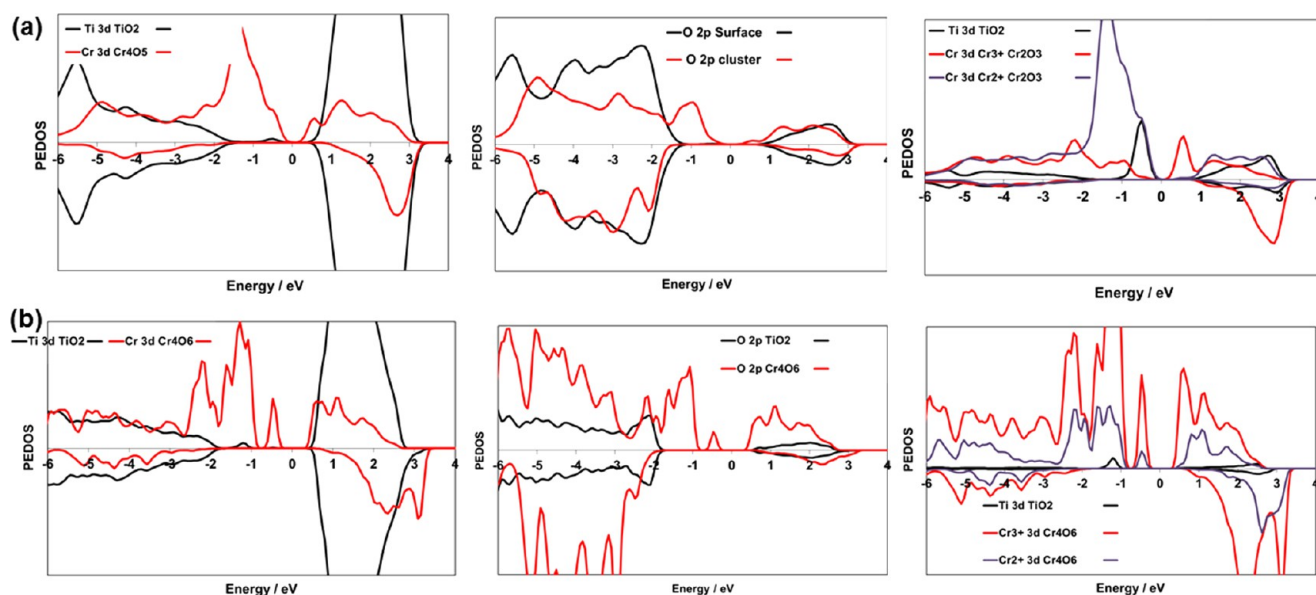 (a)
Ti 3d TiO2
Cr 3d Cr4O5
PEDOS
-6 -5 -4 -3 -2 -1 0 1 2 3 4
Energy / eV
O 2p Surface
O 2p cluster
PEDOS
-6 -5 -4 -3 -2 -1 0 1 2 3 4
Energy / eV
Ti 3d TiO2
Cr 3d Cr3+ Cr2O3
Cr 3d Cr2+ Cr2O3
PEDOS
-6 -5 -4 -3 -2 -1 0 1 2 3 4
Energy / eV
(b)
Ti 3d TiO2 Cr 3d Cr4O6
PEDOS
-6 -5 -4 -3 -2 -1 0 1 2 3 4
Energy / eV
O 2p TiO2
O 2p Cr4O6
PEDOS
-6 -5 -4 -3 -2 -1 0 1 2 3 4
Energy / eV
PEDOS
-6 -5 -4 -3 -2 -1 0 1 2 3 4
Ti 3d TiO2
Cr3+ 3d Cr4O6
Cr2+ 3d Cr4O6
Energy / eV